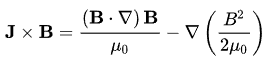 J × B = (B · ∇) B / μ₀ − ∇ (B² / 2μ₀)